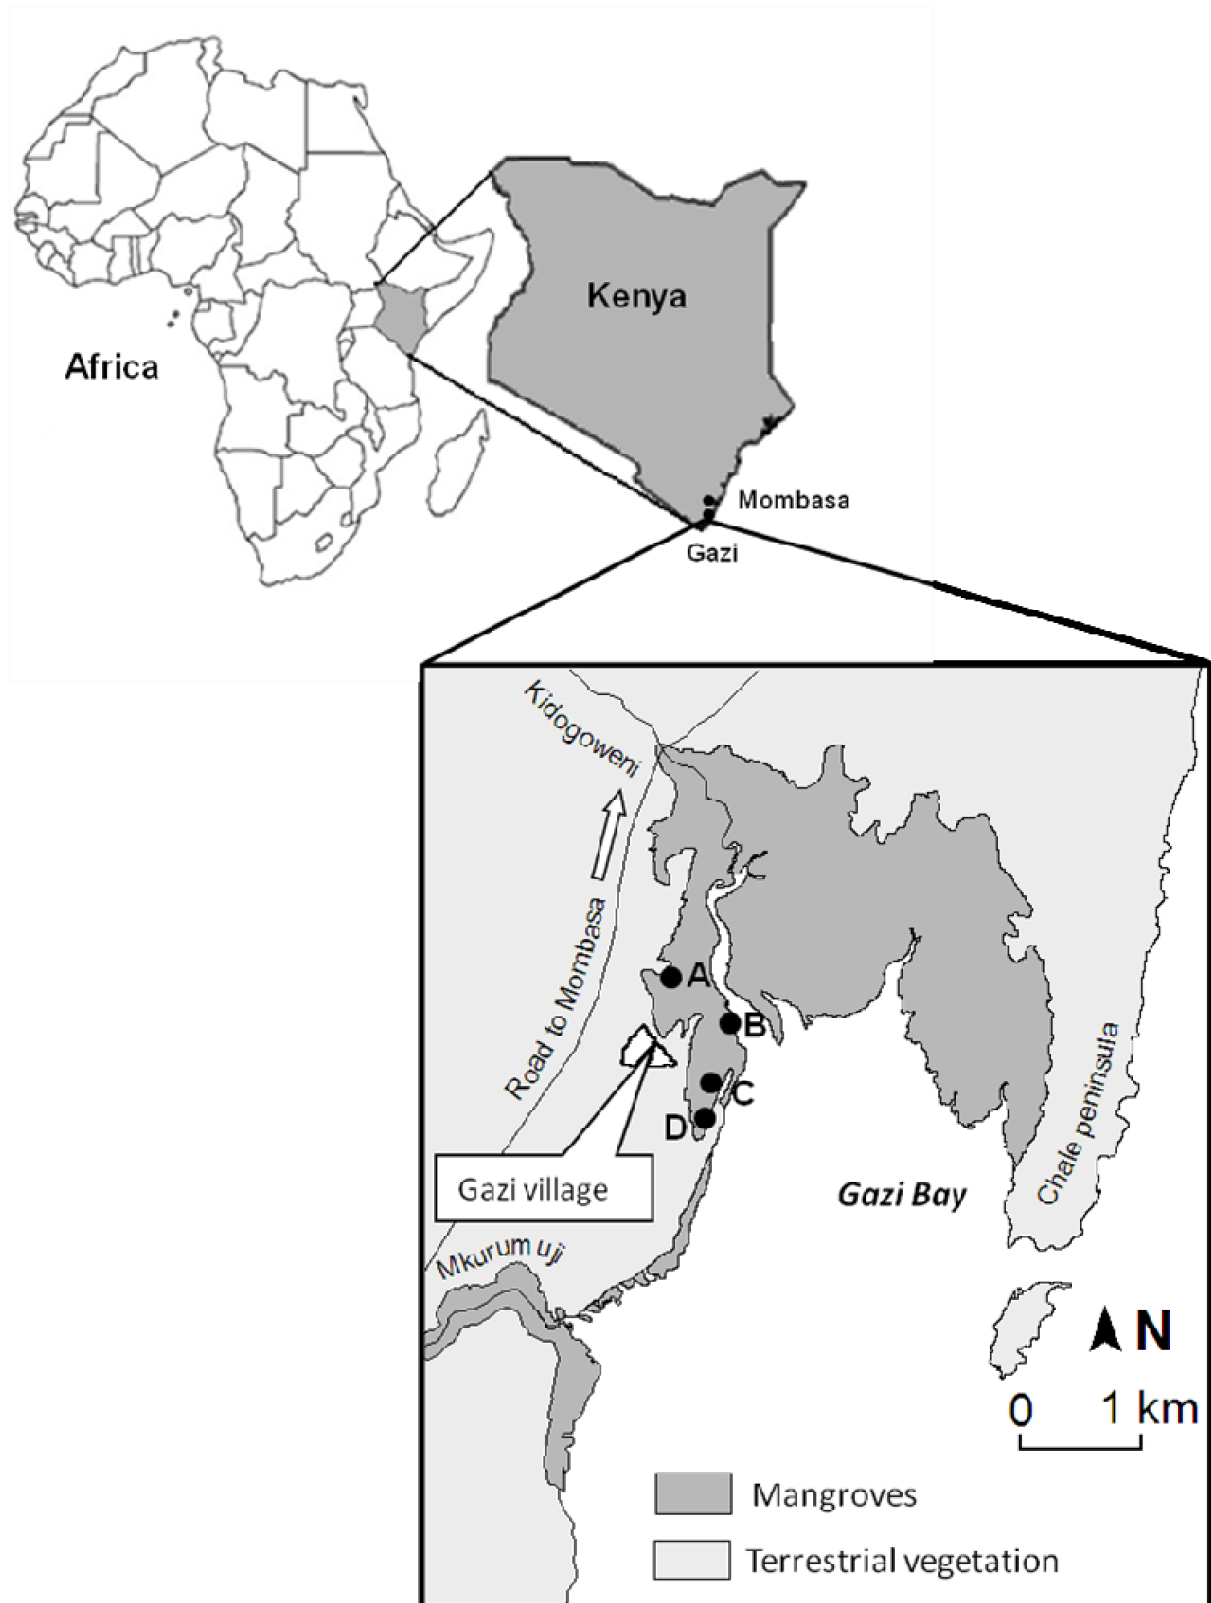 Africa
Kenya
Mombasa
Gazi
Kidogoweni
Road to Mombasa
A
B
C
D
Gazi village
Gazi Bay
Chale peninsula
Mkurum uji
N
0 1 km
Mangroves
Terrestrial vegetation